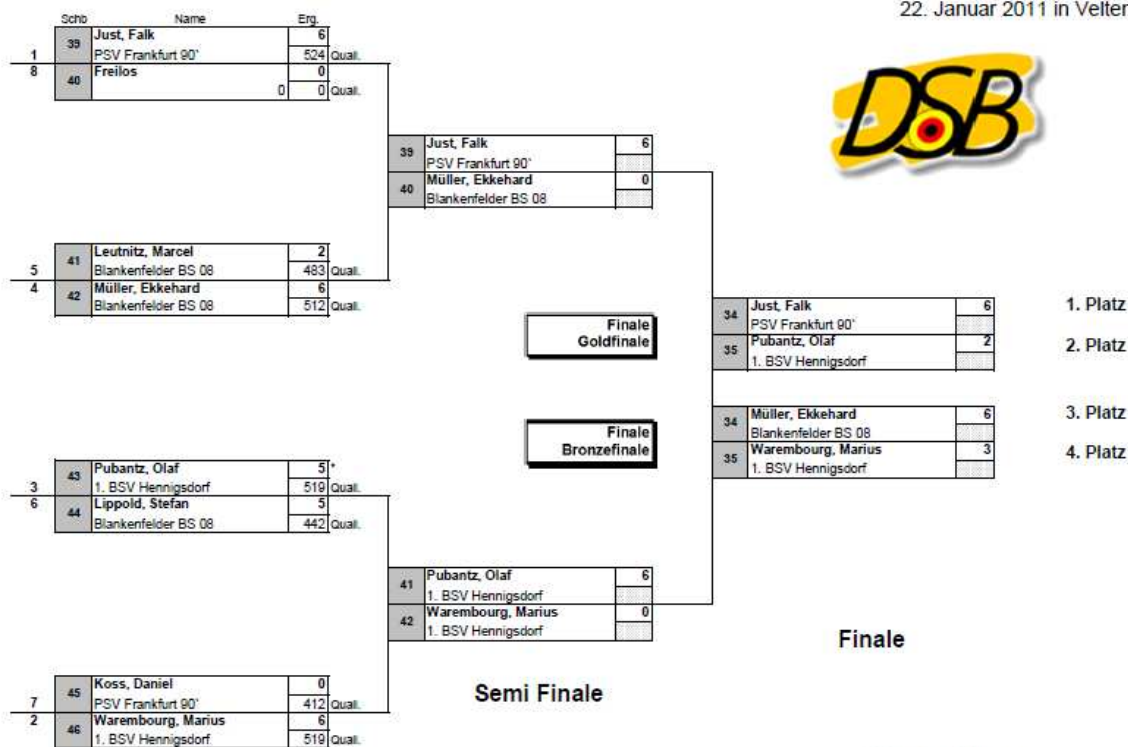 22. Januar 2011 in Velten
Schb Name Erg.
1 39 Just, Falk 6
PSV Frankfurt 90` 524 Quali.
8 40 Freilos 0
0 0 Quali.
DSB
39 Just, Falk 6
PSV Frankfurt 90`
40 Müller, Ekkehard 0
Blankenfelder BS 08
5 41 Leutnitz, Marcel 2
Blankenfelder BS 08 483 Quali.
4 42 Müller, Ekkehard 6
Blankenfelder BS 08 512 Quali.
Finale
Goldfinale
34 Just, Falk 6 1. Platz
PSV Frankfurt 90`
35 Pubantz, Olaf 2 2. Platz
1. BSV Hennigsdorf
Finale
Bronzefinale
34 Müller, Ekkehard 6 3. Platz
Blankenfelder BS 08
35 Warembourg, Marius 3 4. Platz
1. BSV Hennigsdorf
3 43 Pubantz, Olaf 5 *
1. BSV Hennigsdorf 519 Quali.
6 44 Lippold, Stefan 5
Blankenfelder BS 08 442 Quali.
41 Pubantz, Olaf 6
1. BSV Hennigsdorf
42 Warembourg, Marius 0
1. BSV Hennigsdorf
Finale
Semi Finale
7 45 Koss, Daniel 0
PSV Frankfurt 90` 412 Quali.
2 46 Warembourg, Marius 6
1. BSV Hennigsdorf 519 Quali.